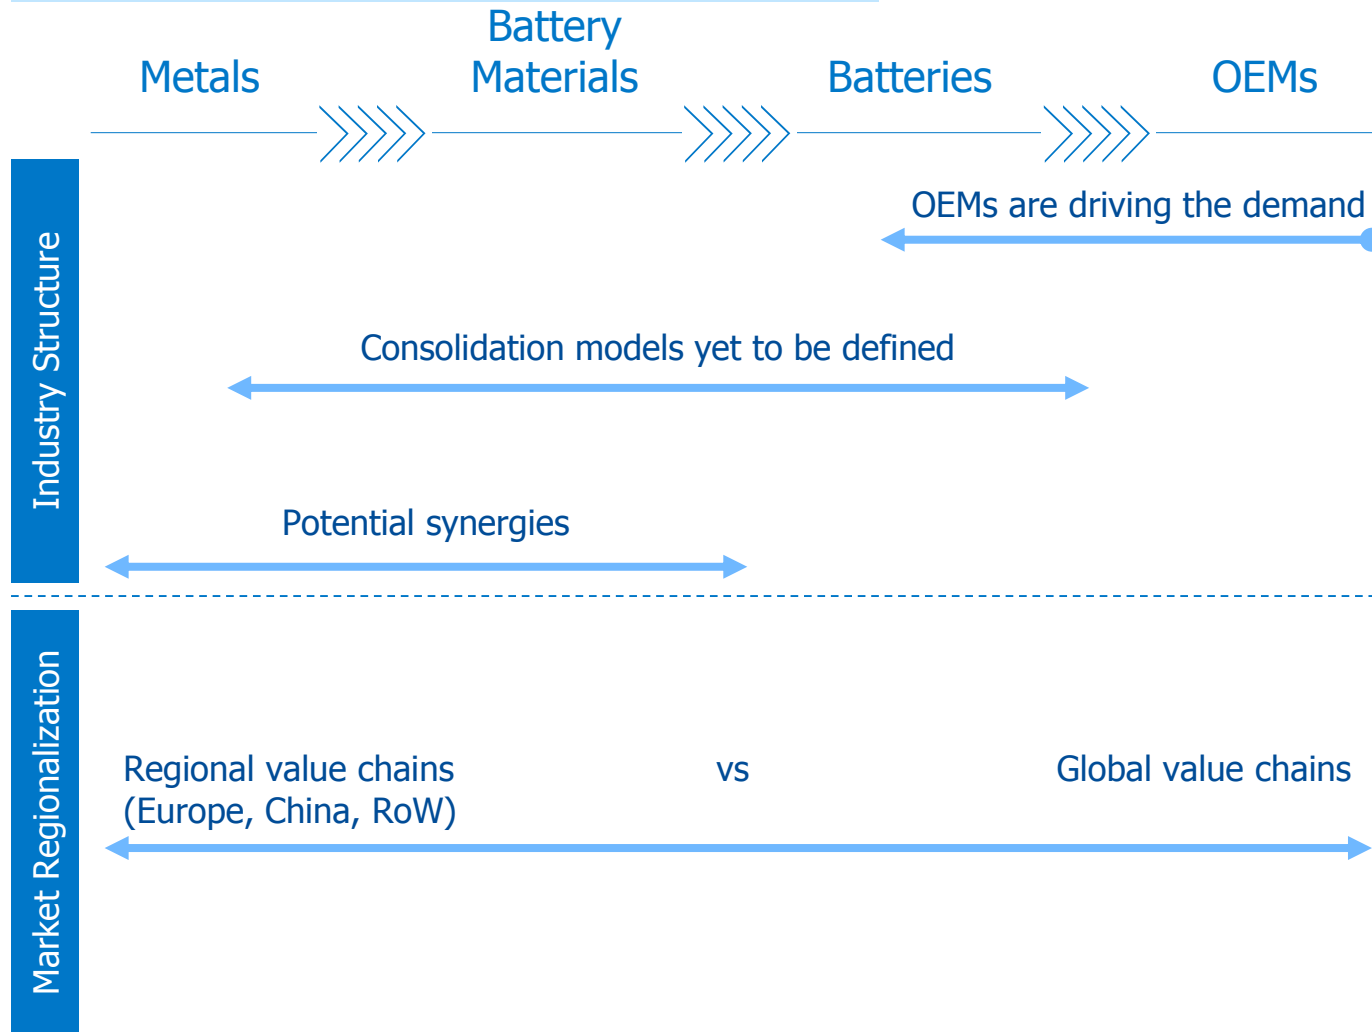 Metals
Battery
Materials
Batteries
OEMs
Industry Structure
OEMs are driving the demand
Consolidation models yet to be defined
Potential synergies
Market Regionalization
Regional value chains
(Europe, China, RoW)
vs
Global value chains